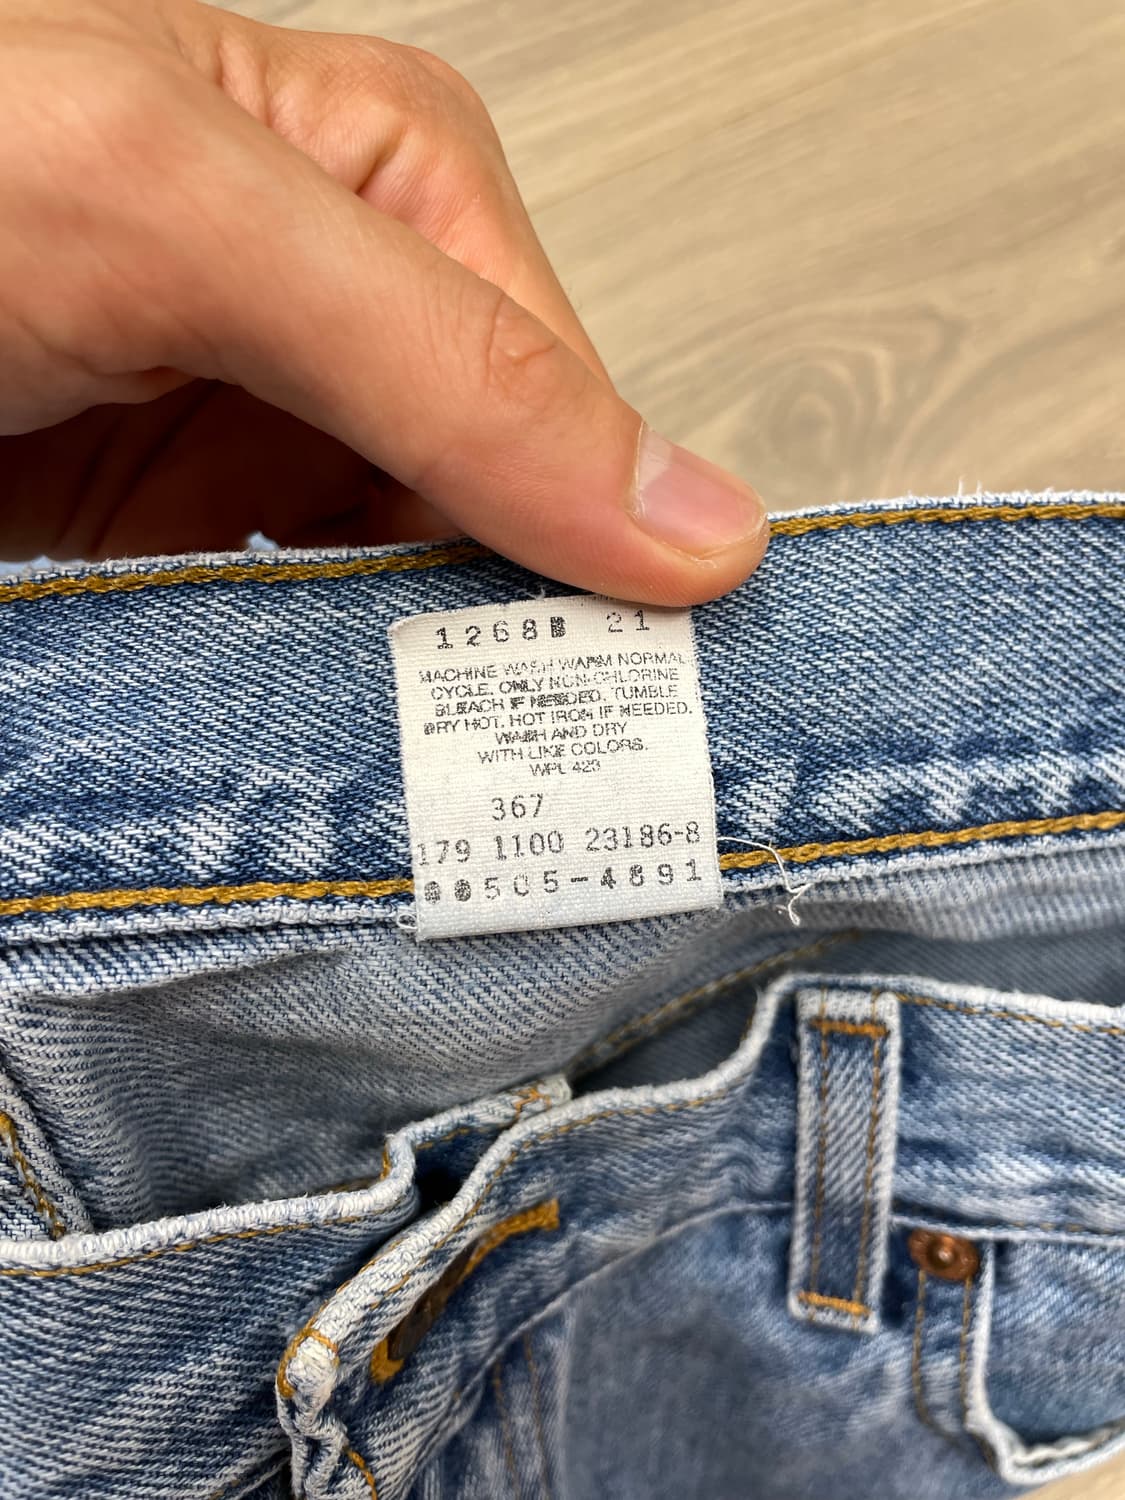 1268 21
MACHINE WASH WARM NORMAL
CYCLE. ONLY NON-CHLORINE
BLEACH IF NEEDED. TUMBLE
DRY HOT. HOT IRON IF NEEDED.
WASH AND DRY
WITH LIKE COLORS.
WPL 423
367
179 1100 23186-8
505-4891